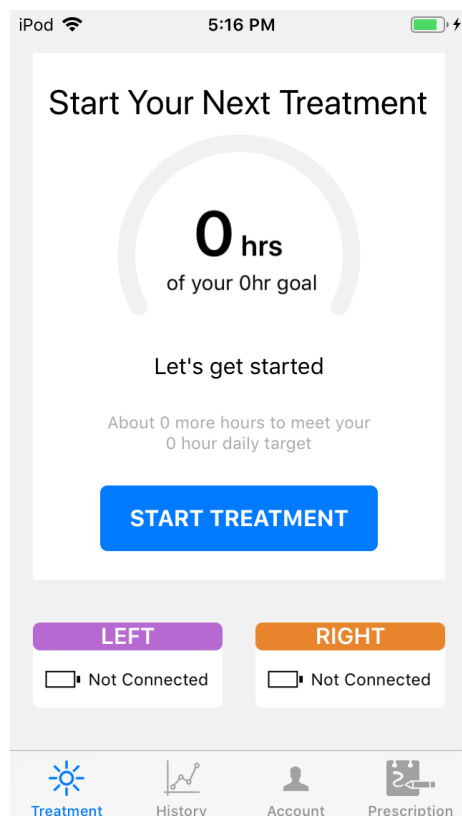 iPod 5:16 PM
Start Your Next Treatment
0 hrs
of your 0hr goal
Let's get started
About 0 more hours to meet your
0 hour daily target
START TREATMENT
LEFT RIGHT
Not Connected Not Connected
Treatment History Account Prescription